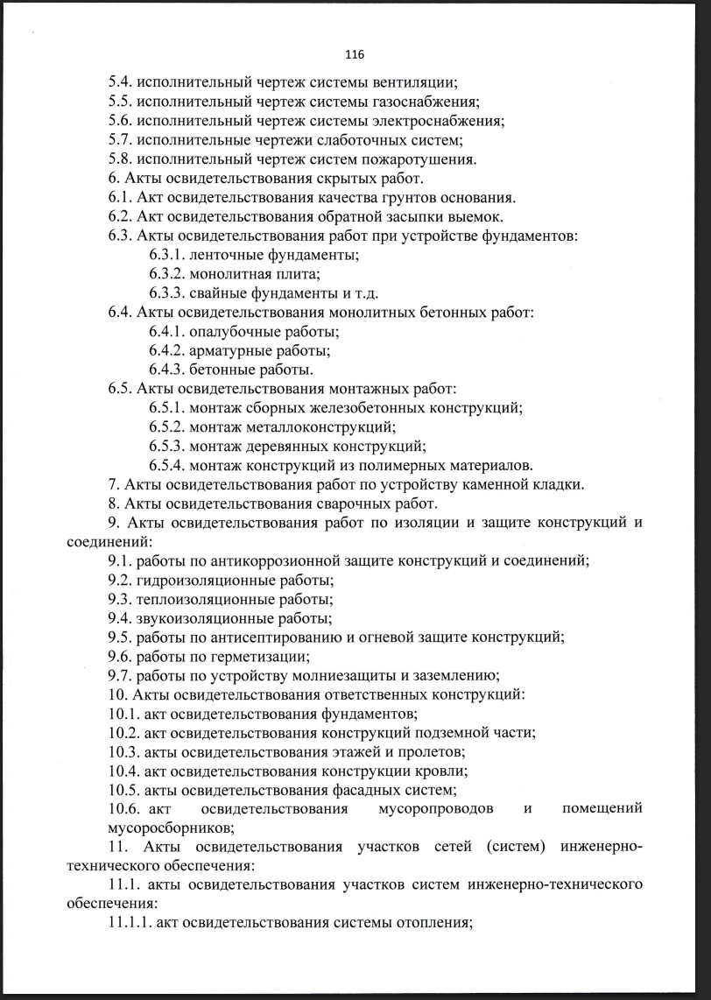 116
5.4. исполнительный чертеж системы вентиляции;
5.5. исполнительный чертеж системы газоснабжения;
5.6. исполнительный чертеж системы электроснабжения;
5.7. исполнительные чертежи слаботочных систем;
5.8. исполнительный чертеж систем пожаротушения.
6. Акты освидетельствования скрытых работ.
6.1. Акт освидетельствования качества грунтов основания.
6.2. Акт освидетельствования обратной засыпки выемок.
6.3. Акты освидетельствования работ при устройстве фундаментов:
6.3.1. ленточные фундаменты;
6.3.2. монолитная плита;
6.3.3. свайные фундаменты и т.д.
6.4. Акты освидетельствования монолитных бетонных работ:
6.4.1. опалубочные работы;
6.4.2. арматурные работы;
6.4.3. бетонные работы.
6.5. Акты освидетельствования монтажных работ:
6.5.1. монтаж сборных железобетонных конструкций;
6.5.2. монтаж металлоконструкций;
6.5.3. монтаж деревянных конструкций;
6.5.4. монтаж конструкций из полимерных материалов.
7. Акты освидетельствования работ по устройству каменной кладки.
8. Акты освидетельствования сварочных работ.
9. Акты освидетельствования работ по изоляции и защите конструкций и
соединений:
9.1. работы по антикоррозионной защите конструкций и соединений;
9.2. гидроизоляционные работы;
9.3. теплоизоляционные работы;
9.4. звукоизоляционные работы;
9.5. работы по антисептированию и огневой защите конструкций;
9.6. работы по герметизации;
9.7. работы по устройству молниезащиты и заземлению;
10. Акты освидетельствования ответственных конструкций:
10.1. акт освидетельствования фундаментов;
10.2. акт освидетельствования конструкций подземной части;
10.3. акты освидетельствования этажей и пролетов;
10.4. акт освидетельствования конструкции кровли;
10.5. акты освидетельствования фасадных систем;
10.6. акт освидетельствования мусоропроводов и помещений
мусоросборников;
11. Акты освидетельствования участков сетей (систем) инженерно-
технического обеспечения:
11.1. акты освидетельствования участков систем инженерно-технического
обеспечения:
11.1.1. акт освидетельствования системы отопления;